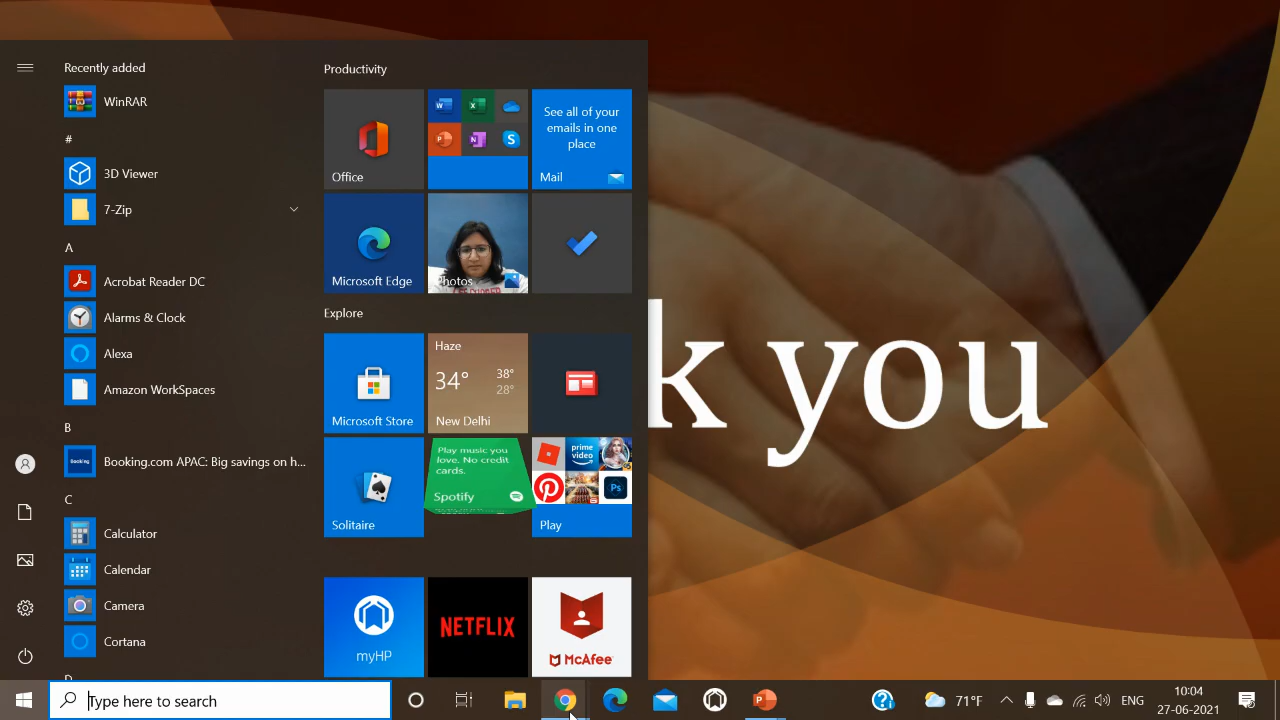 Recently added
WinRAR
#
3D Viewer
7-Zip
A
Acrobat Reader DC
Alarms & Clock
Alexa
Amazon WorkSpaces
B
Booking
Booking.com APAC: Big savings on h...
C
Calculator
Calendar
Camera
Cortana
Productivity
Office
See all of your
emails in one
place
Mail
Microsoft Edge
Photos
Explore
Microsoft Store
Haze
34° 38°
28°
New Delhi
Solitaire
Play music you
love. No credit
cards.
Spotify
prime video
Ps
Play
myHP
NETFLIX
McAfee
k you
Type here to search
71°F
ENG
10:04
27-06-2021